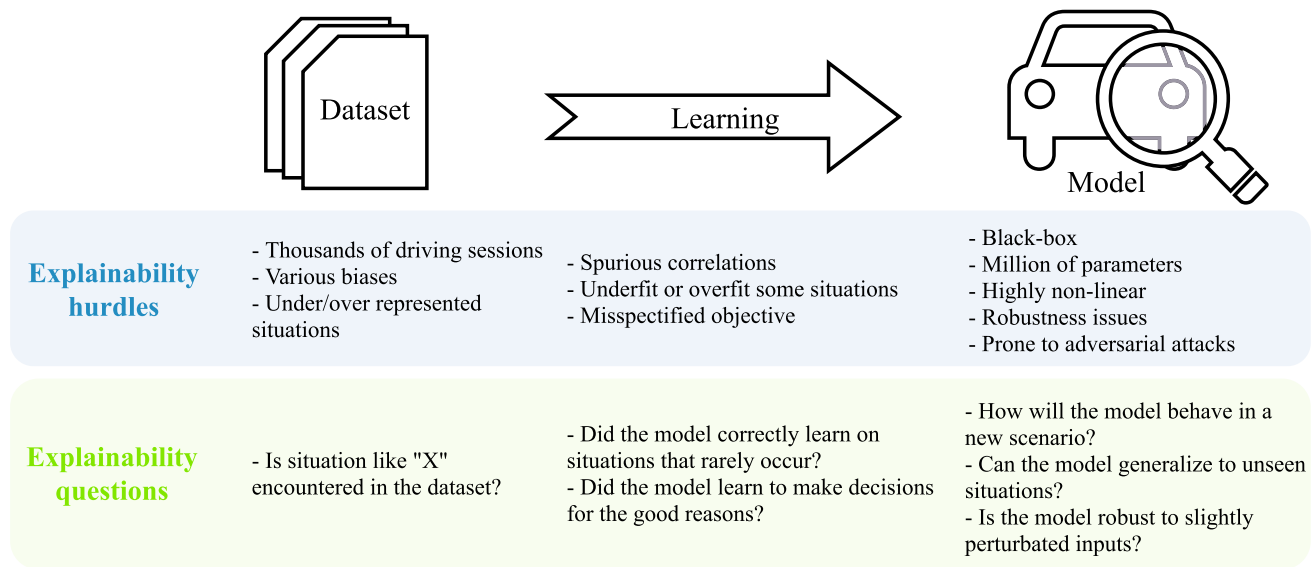 Dataset
Learning
Model
Explainability
hurdles
- Thousands of driving sessions
- Various biases
- Under/over represented
situations
- Spurious correlations
- Underfit or overfit some situations
- Misspectified objective
- Black-box
- Million of parameters
- Highly non-linear
- Robustness issues
- Prone to adversarial attacks
Explainability
questions
- Is situation like "X"
encountered in the dataset?
- Did the model correctly learn on
situations that rarely occur?
- Did the model learn to make decisions
for the good reasons?
- How will the model behave in a
new scenario?
- Can the model generalize to unseen
situations?
- Is the model robust to slightly
perturbated inputs?